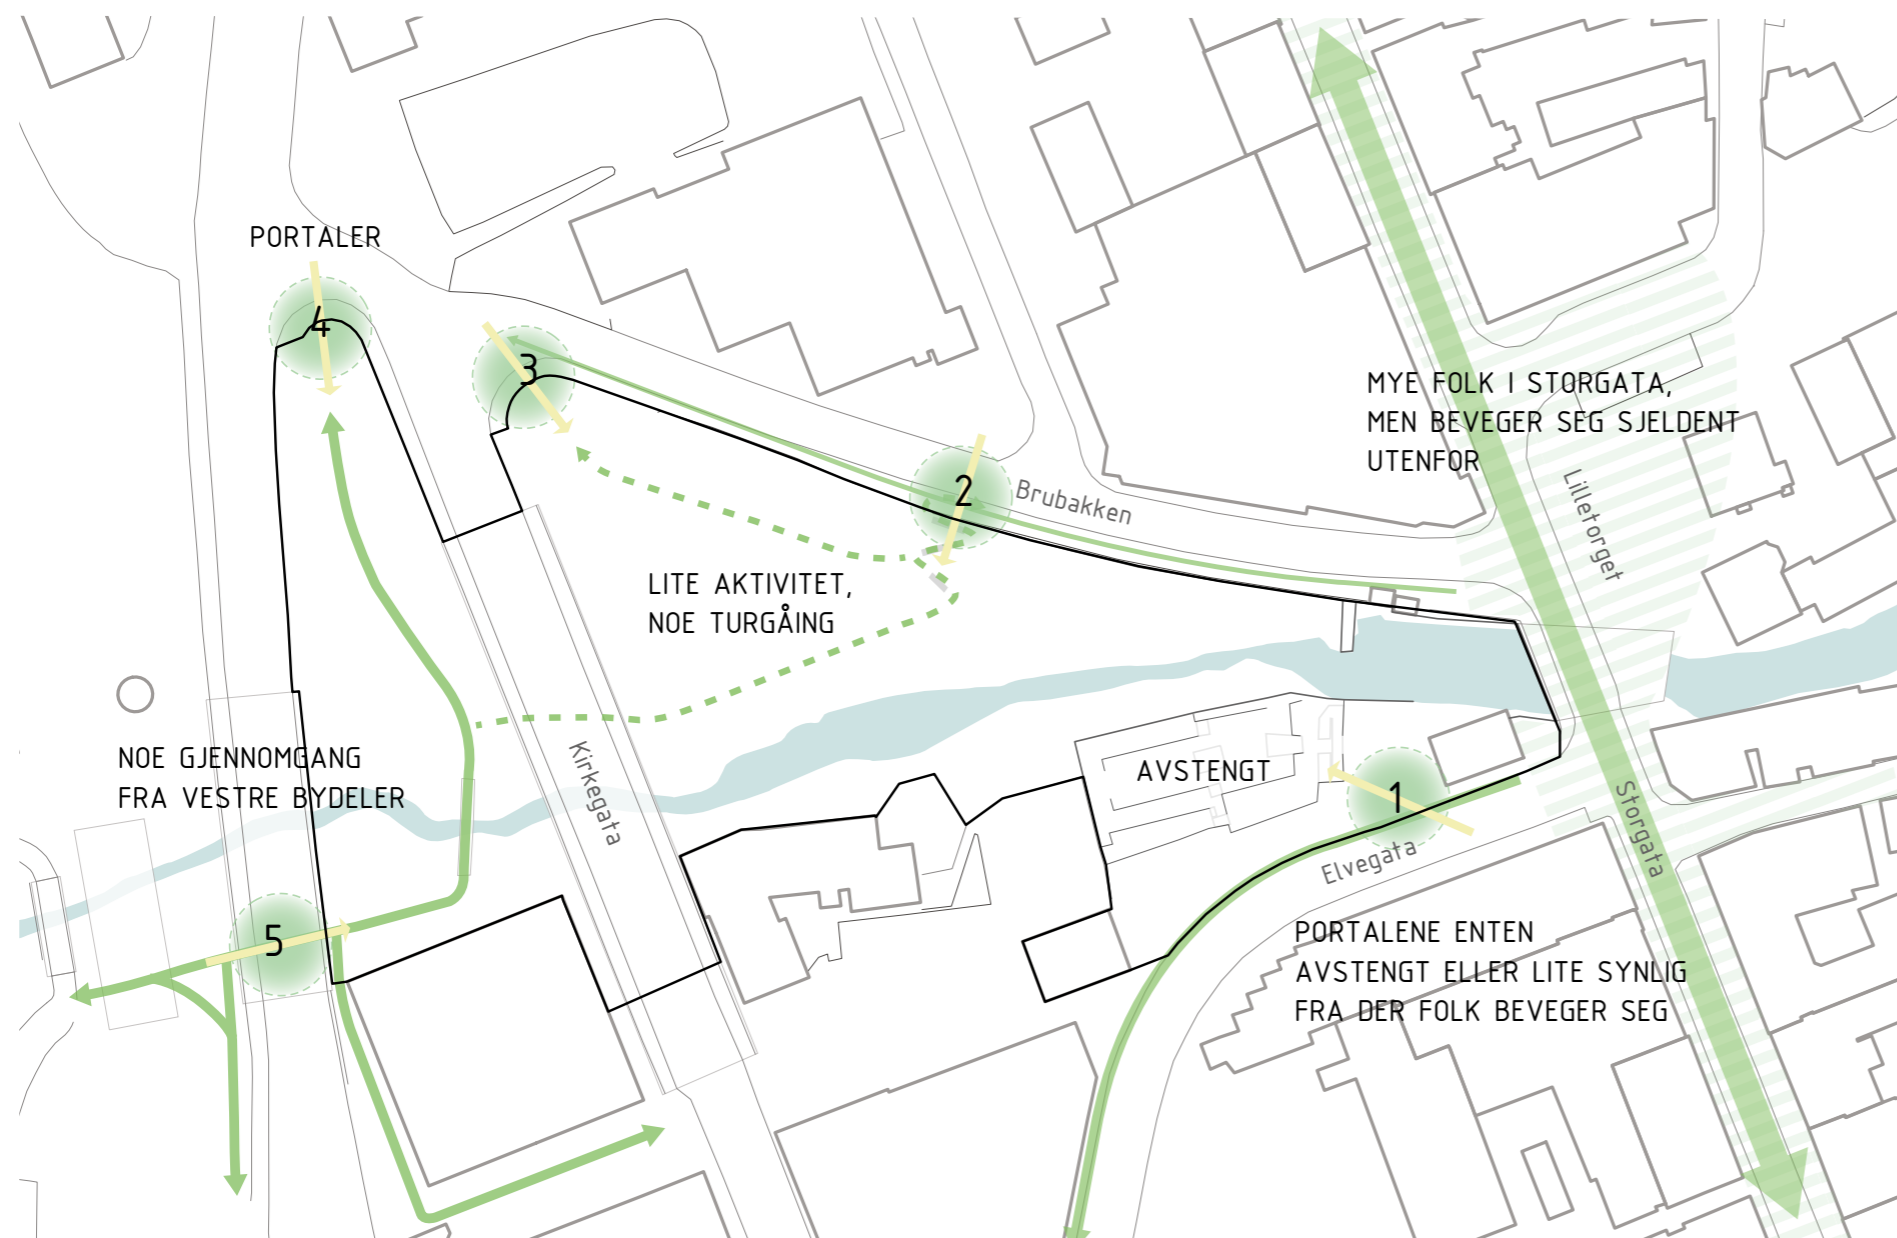 PORTALER
4
3
2
Brubakken
MYE FOLK I STORGATA,
MEN BEVEGER SEG SJELDENT
UTENFOR
Lilletorget
LITE AKTIVITET,
NOE TURGÅING
NOE GJENNOMGANG
FRA VESTRE BYDELER
Kirkegata
AVSTENGT
1
Elvegata
Storgata
5
PORTALENE ENTEN
AVSTENGT ELLER LITE SYNLIG
FRA DER FOLK BEVEGER SEG